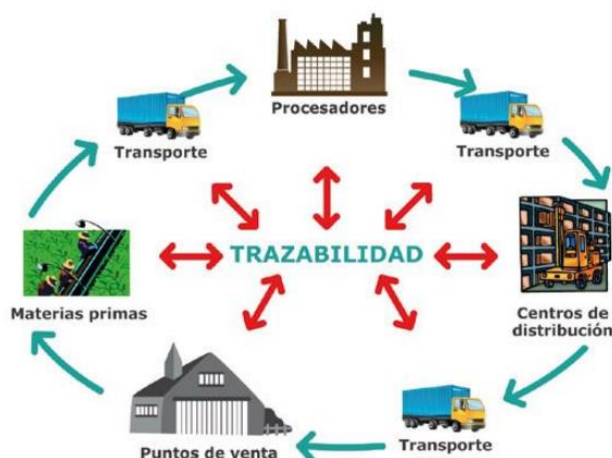 Procesadores
Transporte
Transporte
TRAZABILIDAD
Materias primas
Centros de
distribución
Transporte
Puntos de venta